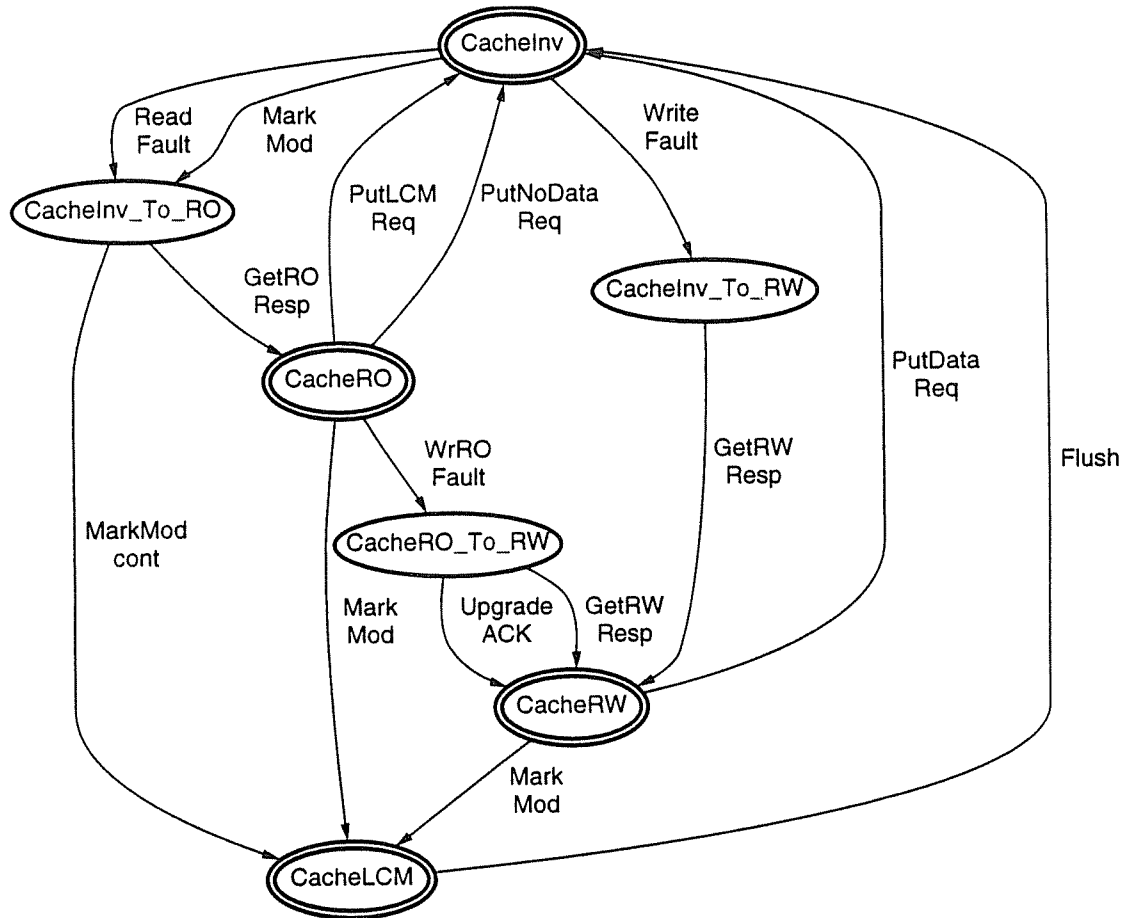 CacheInv
Read
Fault
Mark
Mod
Write
Fault
CacheInv_To_RO
PutLCM
Req
PutNoData
Req
GetRO
Resp
CacheInv_To_RW
CacheRO
PutData
Req
WrRO
Fault
GetRW
Resp
Flush
MarkMod
cont
CacheRO_To_RW
Mark
Mod
Upgrade
ACK
GetRW
Resp
CacheRW
Mark
Mod
CacheLCM